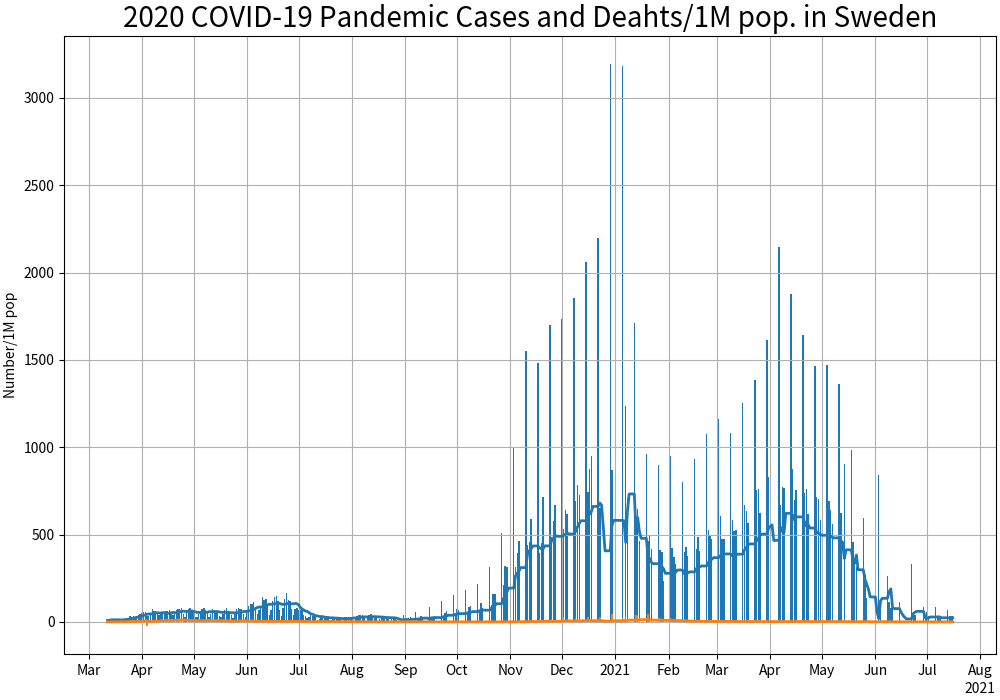 2020 COVID-19 Pandemic Cases and Deahts/1M pop. in Sweden
Number/1M pop
3000
2500
2000
1500
1000
500
0
Mar Apr May Jun Jul Aug Sep Oct Nov Dec 2021 Feb Mar Apr May Jun Jul Aug
2021